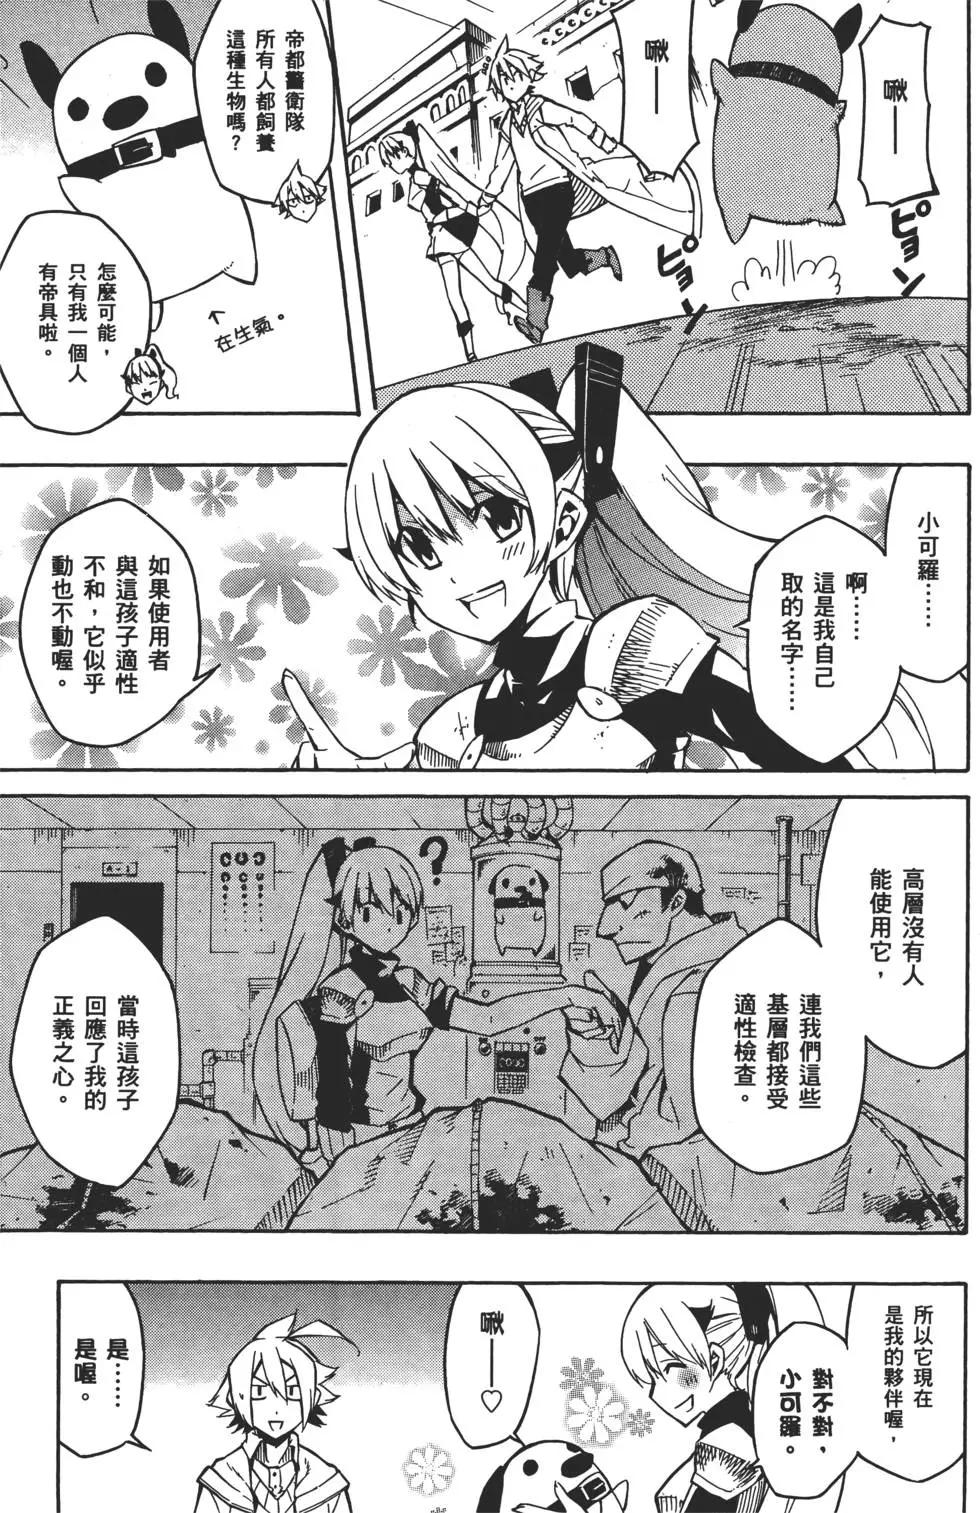 啾——
啾——
ピョン
ピョン
帝都警衛隊
所有人都飼養
這種生物嗎？
↑
在生氣。
怎麼可能，
只有我一個人
有帝具啦。
小可羅……
啊……
這是我自己
取的名字……
如果使用者
與這孩子適性
不和，它似乎
動也不動喔。
高層沒有人
能使用它，
連我們這些
基層都接受
適性檢查。
？
當時這孩子
回應了我的
正義之心。
所以它現在
是我的夥伴喔，
對不對，
小可羅。
啾——♡
是……
是喔。